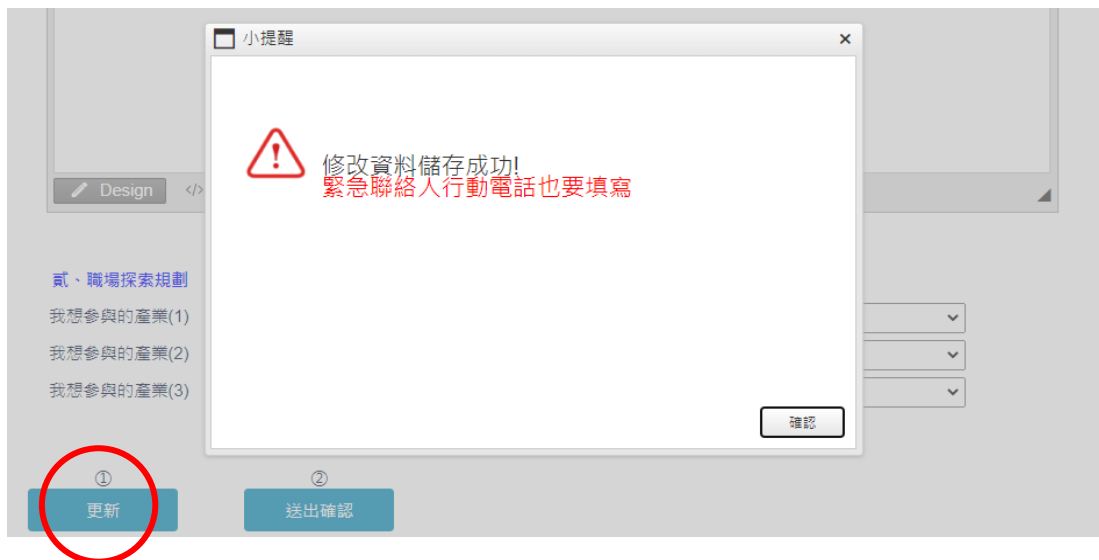 小提醒
修改資料儲存成功!
緊急聯絡人行動電話也要填寫
Design </>
貳、職場探索規劃
我想參與的產業(1)
我想參與的產業(2)
我想參與的產業(3)
確認
① ②
更新 送出確認